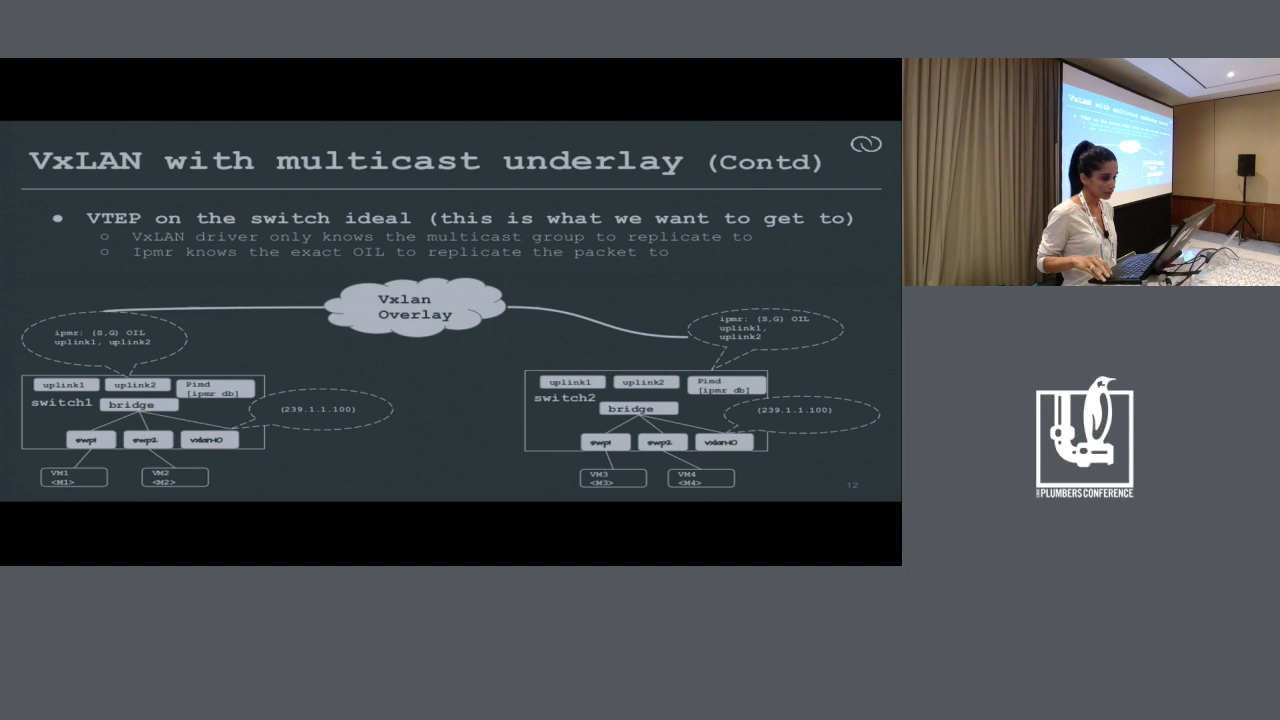 VxLAN with multicast underlay (Contd)
● VTEP on the switch ideal (this is what we want to get to)
○ VxLAN driver only knows the multicast group to replicate to
○ Ipmr knows the exact OIL to replicate the packet to
Vxlan
Overlay
ipmr: (S,G) OIL
uplink1, uplink2
uplink1
uplink2
Pimd
[ipmr db]
switch1
bridge
(239.1.1.100)
swp1
swp2
vxlan10
VM1
<M1>
VM2
<M2>
ipmr: (S,G) OIL
uplink1,
uplink2
uplink1
uplink2
Pimd
[ipmr db]
switch2
bridge
(239.1.1.100)
swp1
swp2
vxlan10
VM3
<M3>
VM4
<M4>
12
VxLAN with multicast
PLUMBERS CONFERENCE